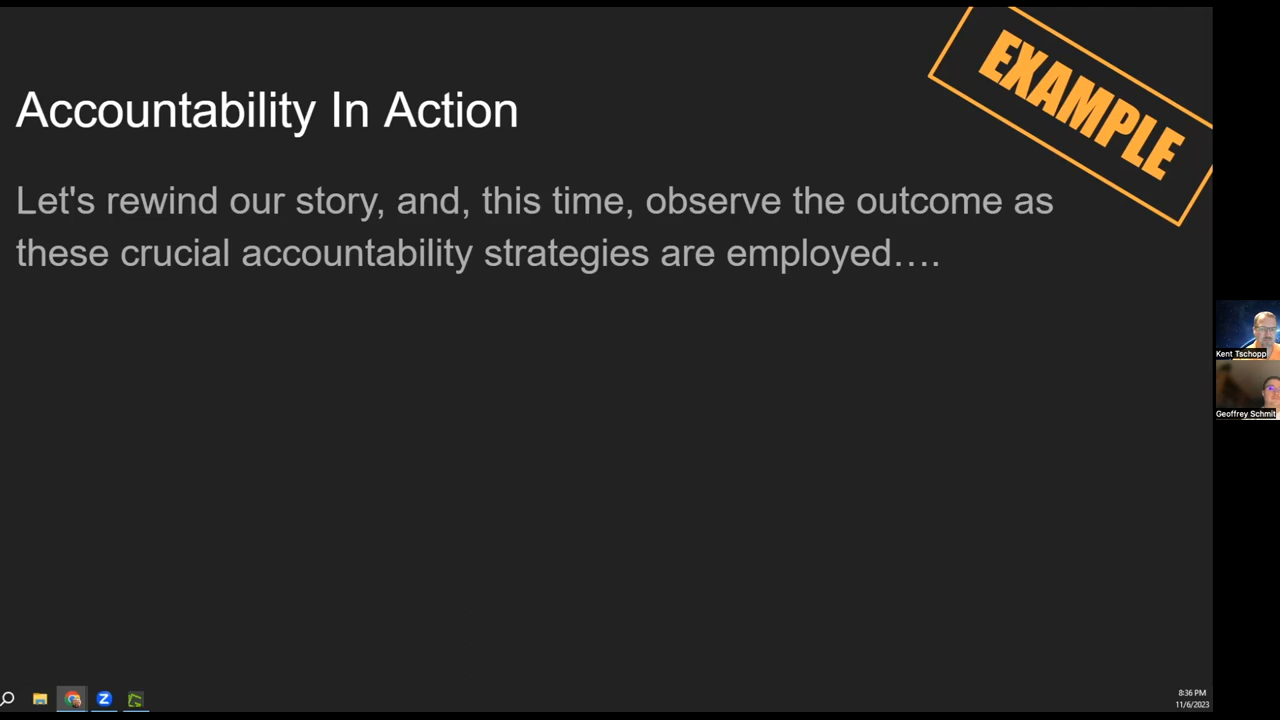 EXAMPLE
Accountability In Action
Let's rewind our story, and, this time, observe the outcome as
these crucial accountability strategies are employed….
Kent Tschopp
Geoffrey Schmit
8:36 PM
11/6/2023